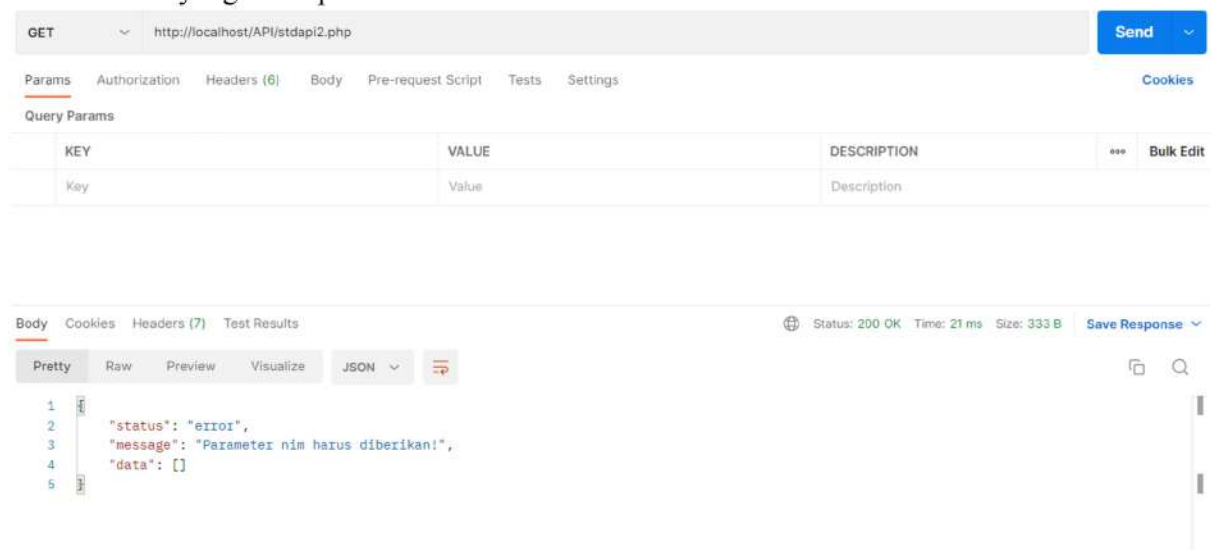 GET http://localhost/API/stdapi2.php Send
Params Authorization Headers (6) Body Pre-request Script Tests Settings Cookies
Query Params
KEY VALUE DESCRIPTION ooo Bulk Edit
Key Value Description
Body Cookies Headers (7) Test Results Status: 200 OK Time: 21 ms Size: 333 B Save Response
Pretty Raw Preview Visualize JSON
1 {
2 "status": "error",
3 "message": "Parameter nim harus diberikan!",
4 "data": []
5 }